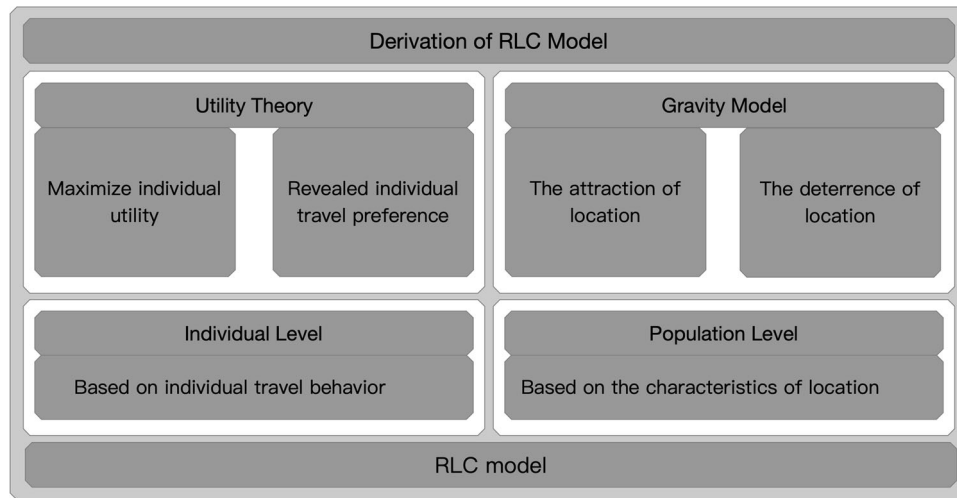 Derivation of RLC Model
Utility Theory
Maximize individual
utility
Revealed individual
travel preference
Gravity Model
The attraction of
location
The deterrence of
location
Individual Level
Based on individual travel behavior
Population Level
Based on the characteristics of location
RLC model